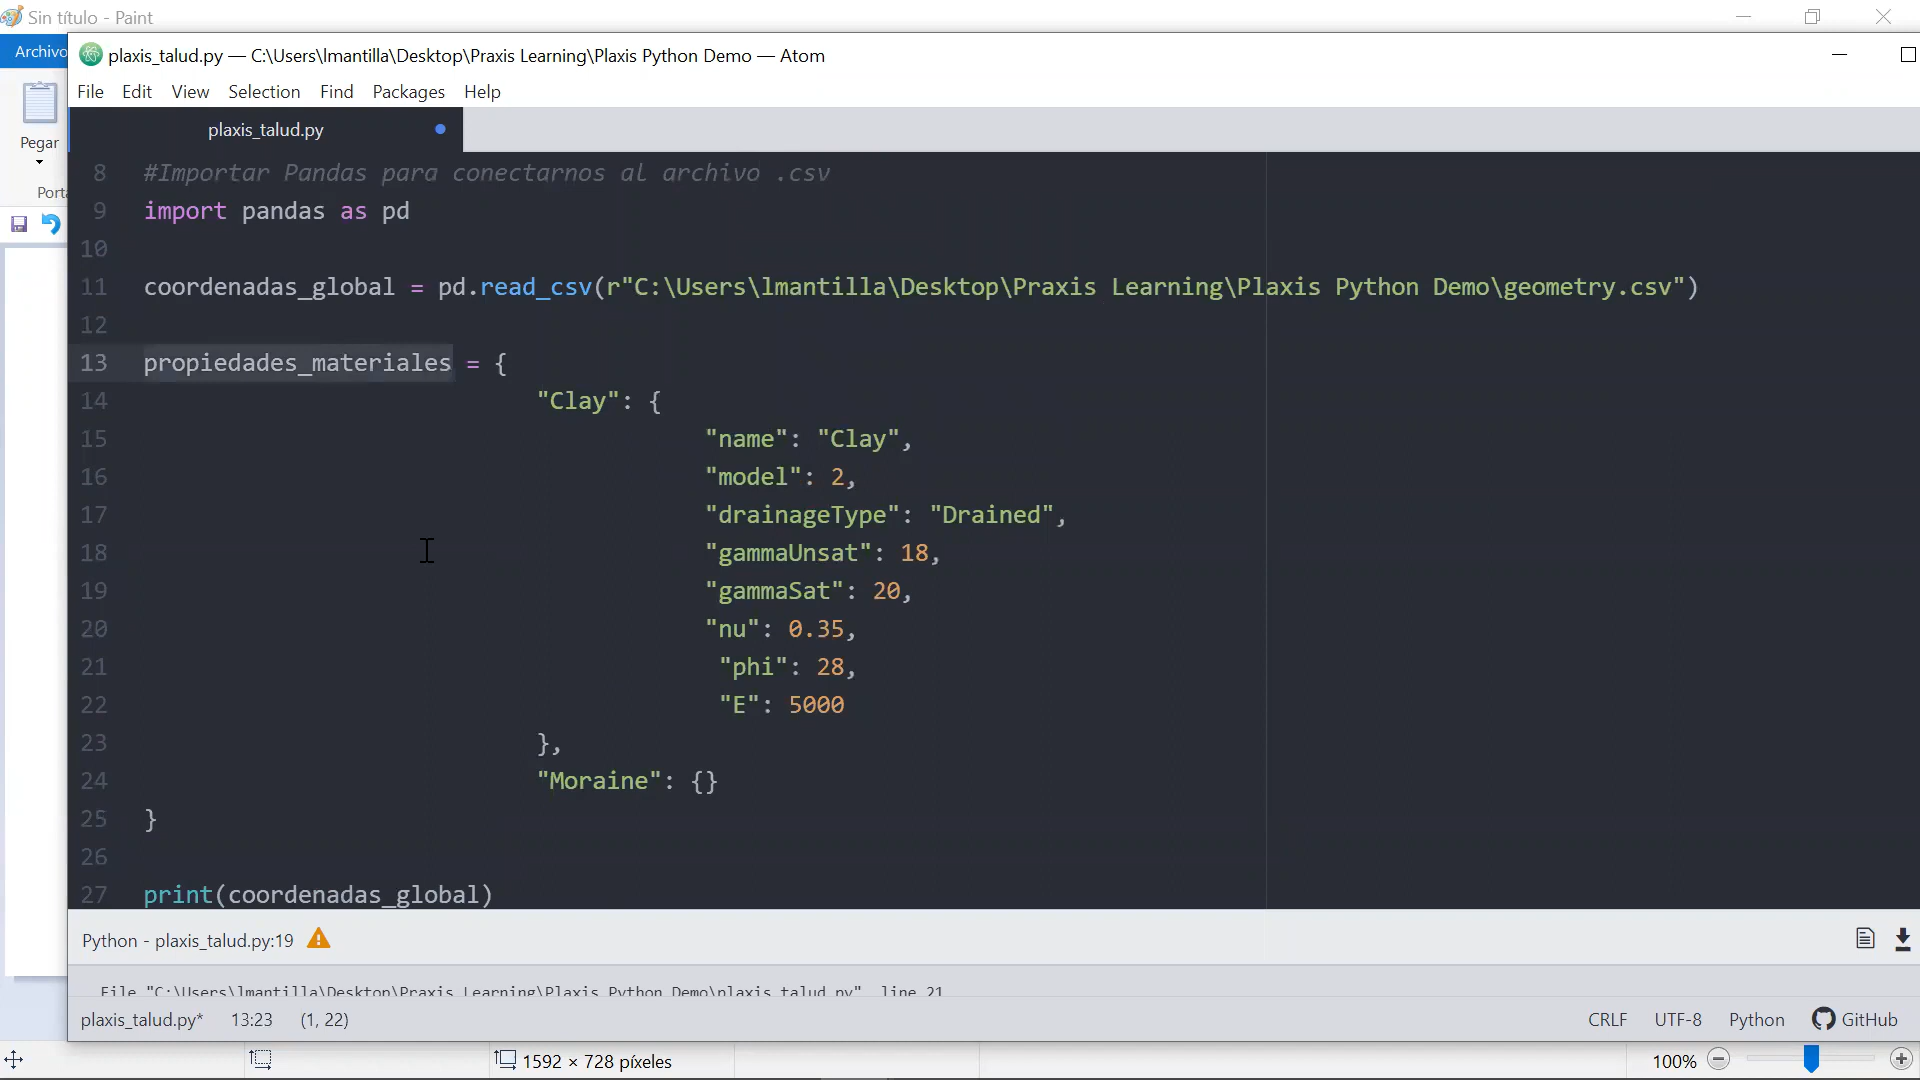 Sin título - Paint
Archivo
plaxis_talud.py — C:\Users\lmantilla\Desktop\Praxis Learning\Plaxis Python Demo — Atom
File Edit View Selection Find Packages Help
Pegar
plaxis_talud.py
8 #Importar Pandas para conectarnos al archivo .csv
9 import pandas as pd
10
11 coordenadas_global = pd.read_csv(r"C:\Users\lmantilla\Desktop\Praxis Learning\Plaxis Python Demo\geometry.csv")
12
13 propiedades_materiales = {
14 "Clay": {
15 "name": "Clay",
16 "model": 2,
17 "drainageType": "Drained",
18 "gammaUnsat": 18,
19 "gammaSat": 20,
20 "nu": 0.35,
21 "phi": 28,
22 "E": 5000
23 },
24 "Moraine": {}
25 }
26
27 print(coordenadas_global)
Python - plaxis_talud.py:19
File "C:\Users\lmantilla\Desktop\Praxis Learning\Plaxis Python Demo\plaxis_talud.py", line 21
plaxis_talud.py* 13:23 (1, 22) CRLF UTF-8 Python GitHub
1592 × 728 píxeles 100%